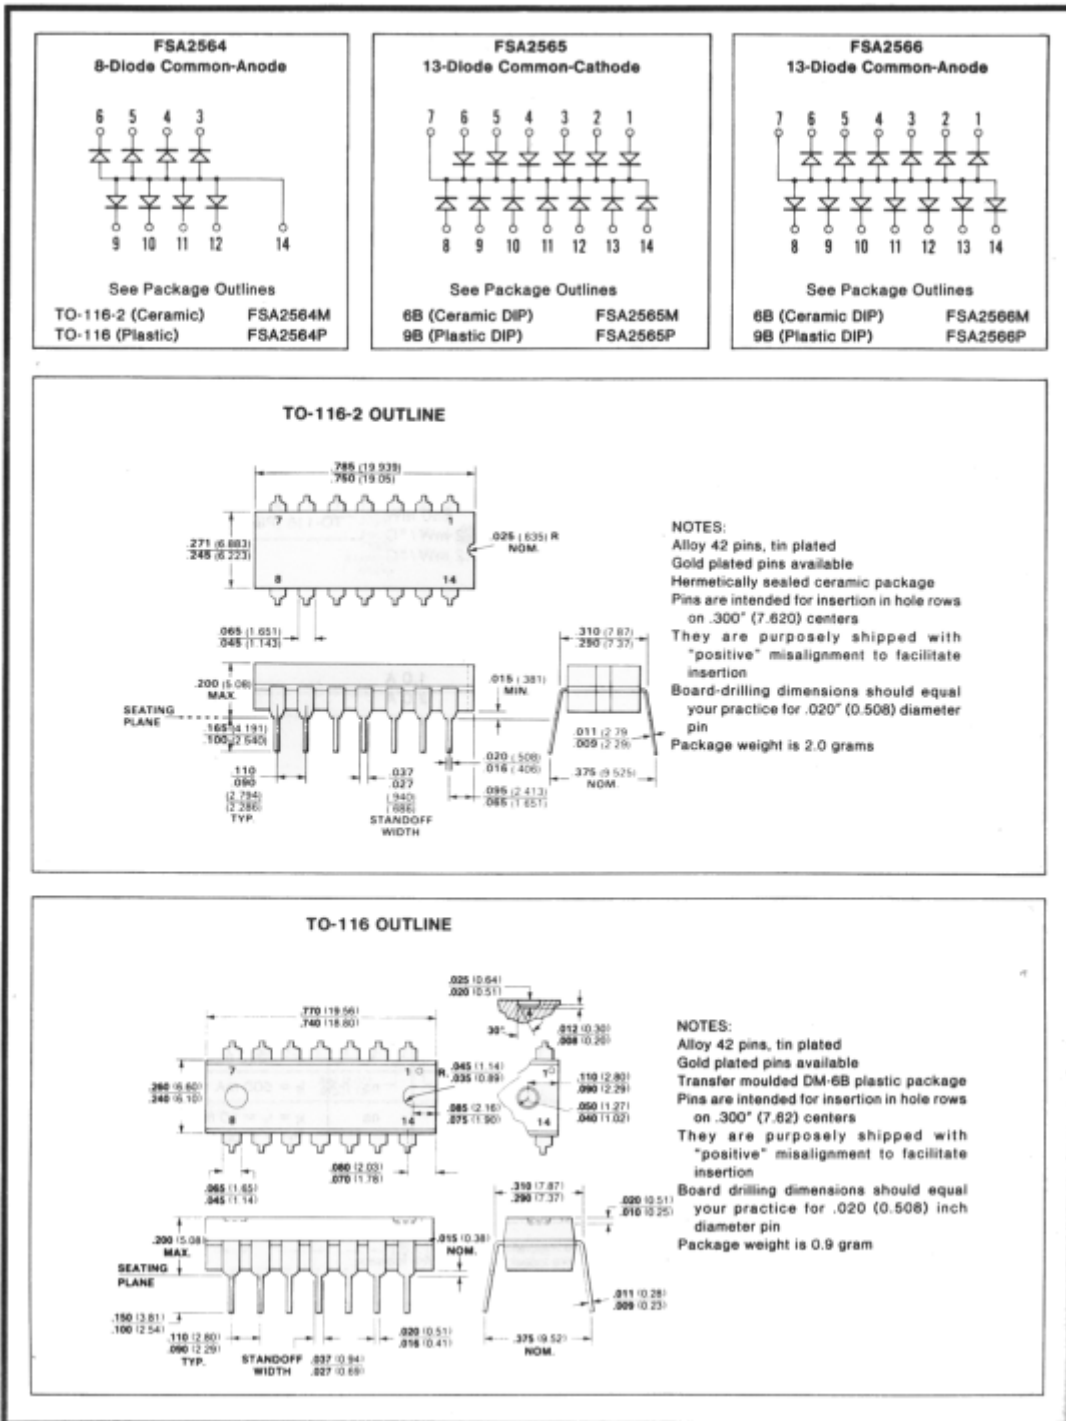 FSA2564
8-Diode Common-Anode
6 5 4 3
9 10 11 12 14
See Package Outlines
TO-116-2 (Ceramic) FSA2564M
TO-116 (Plastic) FSA2564P
FSA2565
13-Diode Common-Cathode
7 6 5 4 3 2 1
8 9 10 11 12 13 14
See Package Outlines
6B (Ceramic DIP) FSA2565M
9B (Plastic DIP) FSA2565P
FSA2566
13-Diode Common-Anode
7 6 5 4 3 2 1
8 9 10 11 12 13 14
See Package Outlines
6B (Ceramic DIP) FSA2566M
9B (Plastic DIP) FSA2566P
TO-116-2 OUTLINE
.785 (19.939)
.750 (19.05)
7 1
.271 (6.883)
.245 (6.223)
8 14
.025 (.635) R
NOM.
.065 (1.651)
.045 (1.143)
.200 (5.08)
MAX.
SEATING
PLANE
.165 (4.191)
.100 (2.540)
.110
.090
(2.794)
(2.286)
TYP.
.037
.027
(.940)
(.686)
STANDOFF
WIDTH
.015 (.381)
MIN.
.020 (.508)
.016 (.406)
.095 (2.413)
.065 (1.651)
.310 (7.87)
.290 (7.37)
.011 (2.79
.009 (2.29)
.375 (9.525)
NOM.
NOTES:
Alloy 42 pins, tin plated
Gold plated pins available
Hermetically sealed ceramic package
Pins are intended for insertion in hole rows
on .300" (7.620) centers
They are purposely shipped with
"positive" misalignment to facilitate
insertion
Board-drilling dimensions should equal
your practice for .020" (0.508) diameter
pin
Package weight is 2.0 grams
TO-116 OUTLINE
.770 (19.56)
.740 (18.80)
7 1
.260 (6.60)
.240 (6.10)
8 14
R. .045 (1.14)
.035 (0.89)
.085 (2.16)
.075 (1.90)
.080 (2.03)
.070 (1.78)
.065 (1.65)
.045 (1.14)
.025 (0.64)
.020 (0.51)
30°
.012 (0.30)
.008 (0.20)
1
.110 (2.80)
.090 (2.29)
.050 (1.27)
.040 (1.02)
14
.200 (5.08)
MAX.
SEATING
PLANE
.015 (0.38)
NOM.
.150 (3.81)
.100 (2.54)
.110 (2.80)
.090 (2.29)
TYP.
STANDOFF
WIDTH
.037 (0.94)
.027 (0.69)
.020 (0.51)
.016 (0.41)
.310 (7.87)
.290 (7.37)
.020 (0.51)
.010 (0.25)
.011 (0.28)
.009 (0.23)
.375 (9.52)
NOM.
NOTES:
Alloy 42 pins, tin plated
Gold plated pins available
Transfer moulded DM-6B plastic package
Pins are intended for insertion in hole rows
on .300" (7.62) centers
They are purposely shipped with
"positive" misalignment to facilitate
insertion
Board drilling dimensions should equal
your practice for .020 (0.508) inch
diameter pin
Package weight is 0.9 gram